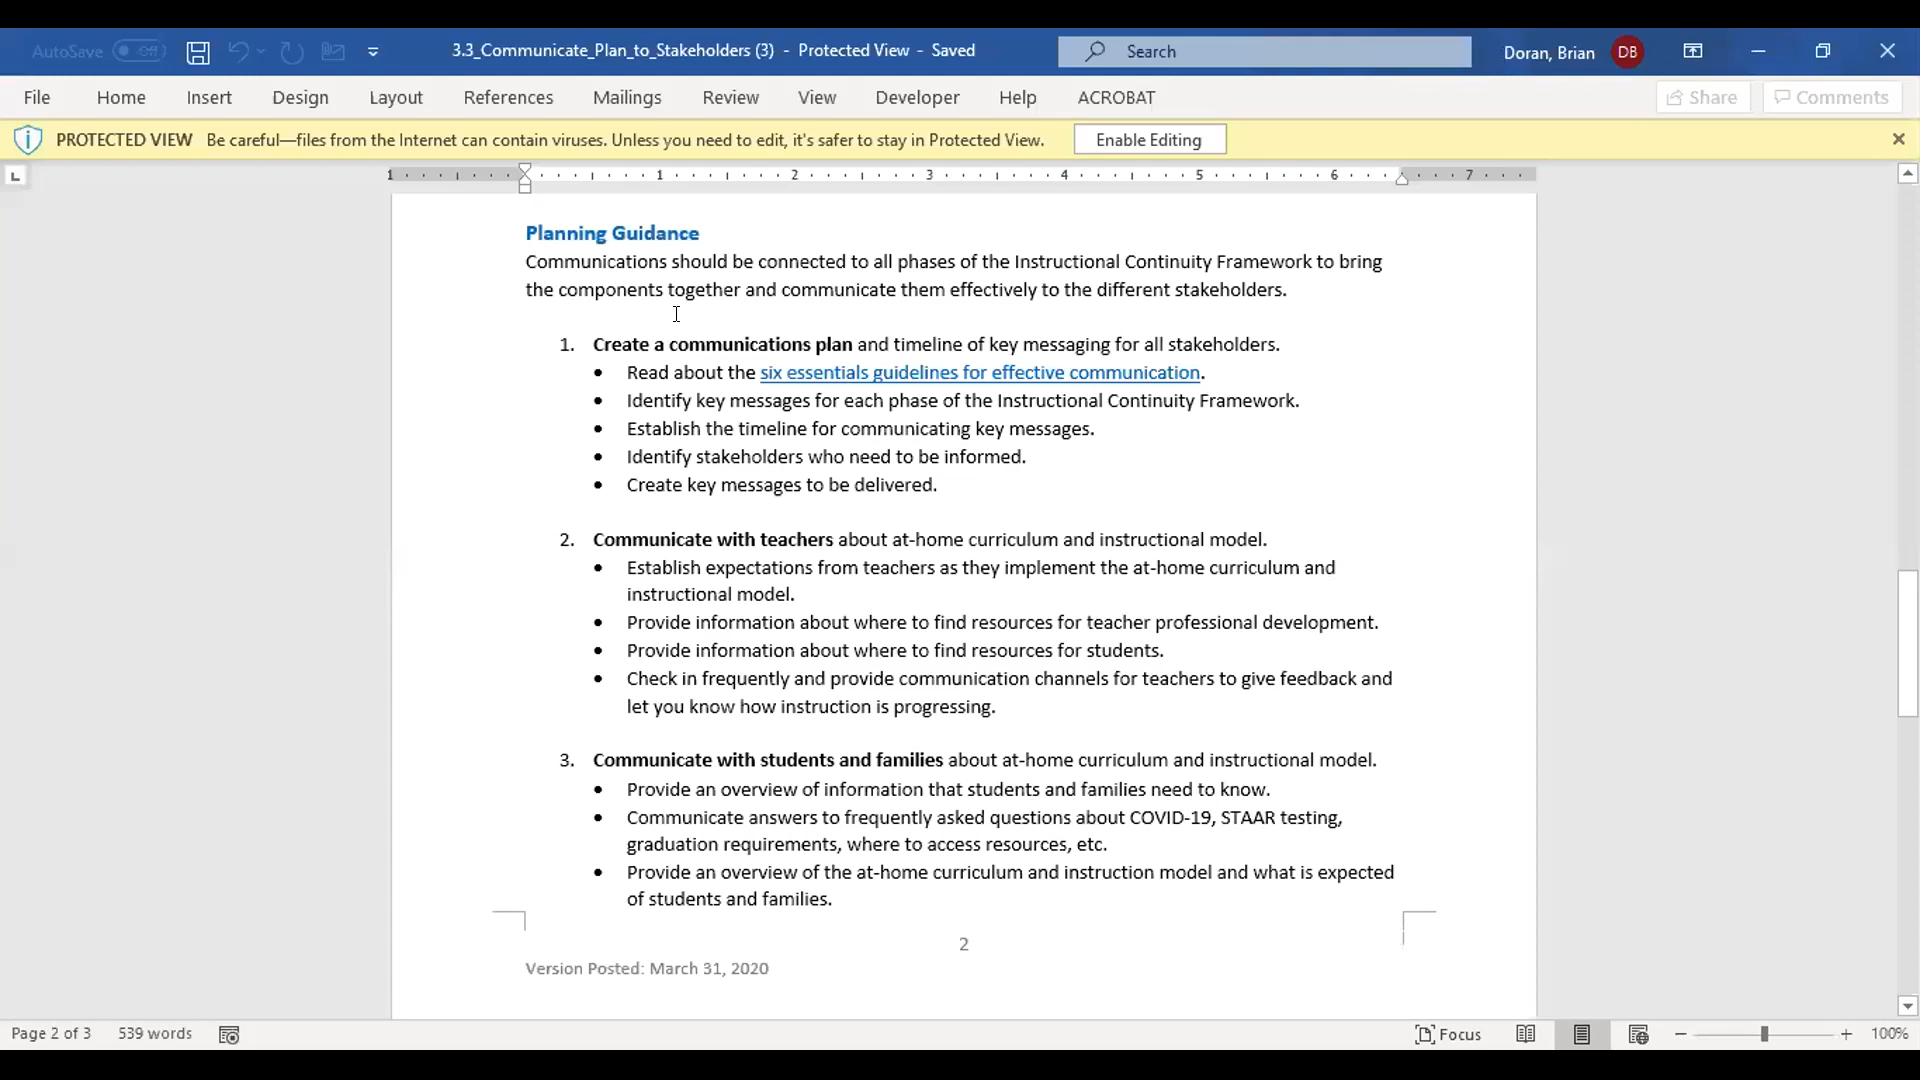 AutoSave Off 3.3_Communicate_Plan_to_Stakeholders (3) - Protected View - Saved Search Doran, Brian DB
File Home Insert Design Layout References Mailings Review View Developer Help ACROBAT Share Comments
PROTECTED VIEW Be careful—files from the Internet can contain viruses. Unless you need to edit, it's safer to stay in Protected View. Enable Editing
L 1 1 2 3 4 5 6 7
Planning Guidance
Communications should be connected to all phases of the Instructional Continuity Framework to bring
the components together and communicate them effectively to the different stakeholders.
1. Create a communications plan and timeline of key messaging for all stakeholders.
• Read about the six essentials guidelines for effective communication.
• Identify key messages for each phase of the Instructional Continuity Framework.
• Establish the timeline for communicating key messages.
• Identify stakeholders who need to be informed.
• Create key messages to be delivered.
2. Communicate with teachers about at-home curriculum and instructional model.
• Establish expectations from teachers as they implement the at-home curriculum and
instructional model.
• Provide information about where to find resources for teacher professional development.
• Provide information about where to find resources for students.
• Check in frequently and provide communication channels for teachers to give feedback and
let you know how instruction is progressing.
3. Communicate with students and families about at-home curriculum and instructional model.
• Provide an overview of information that students and families need to know.
• Communicate answers to frequently asked questions about COVID-19, STAAR testing,
graduation requirements, where to access resources, etc.
• Provide an overview of the at-home curriculum and instruction model and what is expected
of students and families.
2
Version Posted: March 31, 2020
Page 2 of 3 539 words Focus 100%